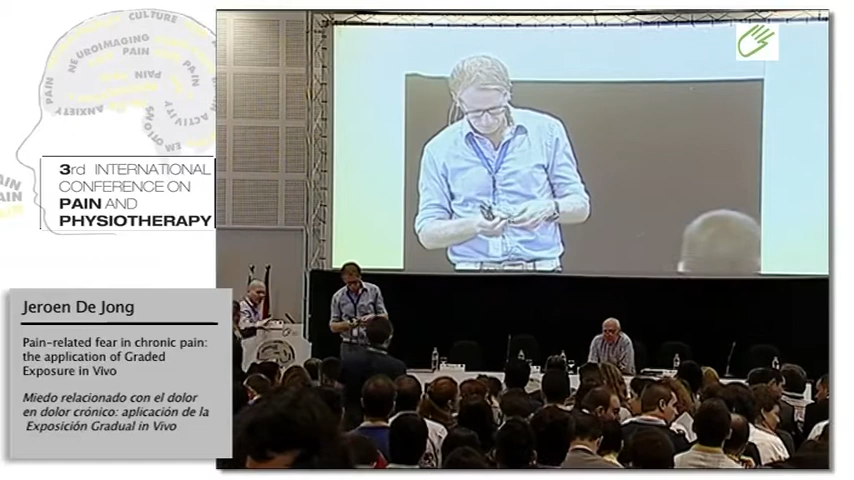 CULTURE
NEUROIMAGING
PAIN
PAIN
PAIN
PAIN
ANXIETY
ACTIVITY
3rd INTERNATIONAL
CONFERENCE ON
PAIN AND
PHYSIOTHERAPY
Jeroen De Jong
Pain-related fear in chronic pain:
the application of Graded
Exposure in Vivo
Miedo relacionado con el dolor
en dolor crónico: aplicación de la
Exposición Gradual in Vivo